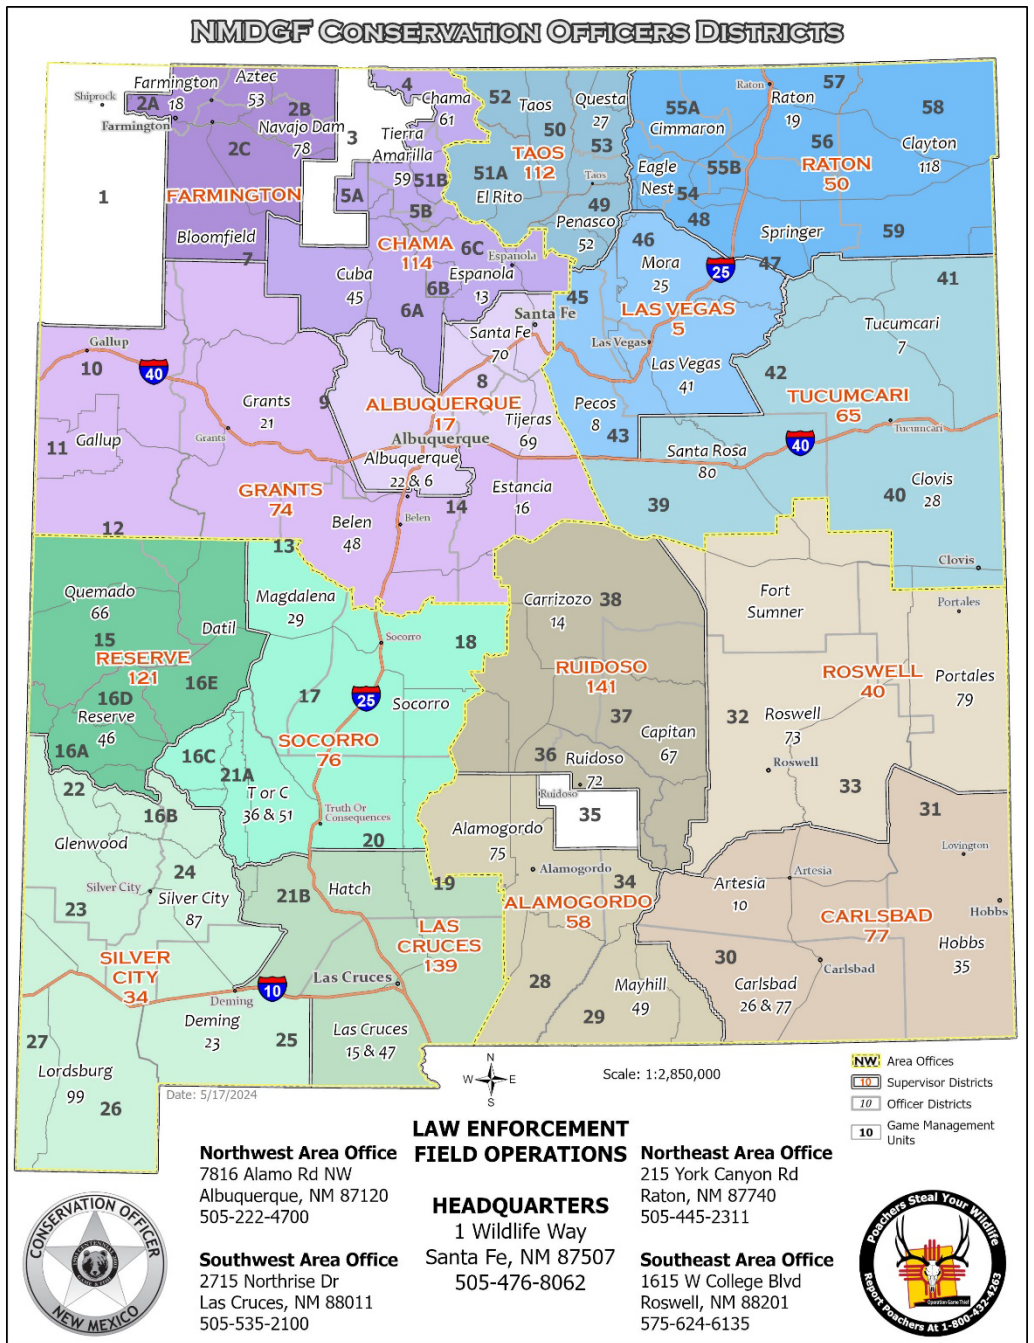 NMDGF Conservation Officers Districts
Farmington
18
Aztec
53
Shiprock
2A
2B
Farmington
Navajo Dam
78
2C
1
FARMINGTON
Bloomfield
7
3
4
Chama
61
Tierra
Amarilla
59
51B
5A
5B
CHAMA
114
6C
Espanola
Cuba
45
6B
Espanola
13
6A
52
Taos
Questa
27
50
53
TAOS
112
51A
El Rito
Taos
49
Penasco
52
55A
Cimmaron
Raton
Raton
19
57
58
56
Clayton
118
RATON
50
Eagle
Nest
55B
54
48
Springer
59
47
46
Mora
25
25
45
LAS VEGAS
5
Las Vegas
Las Vegas
41
Pecos
8
43
41
Tucumcari
7
42
TUCUMCARI
65
Tucumcari
40
Santa Rosa
80
39
40
Clovis
28
Clovis
Gallup
10
40
Grants
21
9
Grants
11
Gallup
GRANTS
74
12
13
Belen
48
Belen
14
Estancia
16
Santa Fe
Santa Fe
70
8
ALBUQUERQUE
17
Tijeras
69
Albuquerque
Albuquerque
22 & 6
Quemado
66
Datil
15
RESERVE
121
16D
16E
Reserve
46
16A
Magdalena
29
Socorro
18
17
25
Socorro
SOCORRO
76
16C
21A
T or C
36 & 51
Truth Or
Consequences
20
Carrizozo
14
38
RUIDOSO
141
37
Capitan
67
36
Ruidoso
72
Ruidoso
35
Fort
Sumner
Portales
ROSWELL
40
Portales
79
32
Roswell
73
Roswell
33
22
16B
Glenwood
24
Silver City
Silver City
87
23
SILVER
CITY
34
10
Deming
Deming
23
25
27
Lordsburg
99
26
21B
Hatch
19
LAS
CRUCES
139
Las Cruces
Las Cruces
15 & 47
Alamogordo
75
Alamogordo
34
ALAMOGORDO
58
28
Mayhill
49
29
31
Lovington
Artesia
10
Artesia
Hobbs
CARLSBAD
77
Hobbs
35
30
Carlsbad
Carlsbad
26 & 77
N
W E
S
Scale: 1:2,850,000
NW Area Offices
10 Supervisor Districts
10 Officer Districts
10 Game Management
Units
Date: 5/17/2024
LAW ENFORCEMENT
FIELD OPERATIONS
HEADQUARTERS
1 Wildlife Way
Santa Fe, NM 87507
505-476-8062
Northwest Area Office
7816 Alamo Rd NW
Albuquerque, NM 87120
505-222-4700
Southwest Area Office
2715 Northrise Dr
Las Cruces, NM 88011
505-535-2100
Northeast Area Office
215 York Canyon Rd
Raton, NM 87740
505-445-2311
Southeast Area Office
1615 W College Blvd
Roswell, NM 88201
575-624-6135
CONSERVATION OFFICER
NEW MEXICO
Poachers Steal Your Wildlife
Operation Game Thief
Report Poachers At 1-800-432-4263